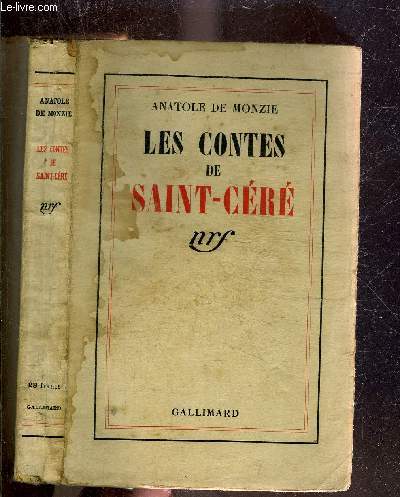 www.Le-Livre.com
ANATOLE
DE MONZIE
LES CONTES
DE
SAINT-CÉRÉ
nrf
GALLIMARD
ANATOLE DE MONZIE
LES CONTES
DE
SAINT-CÉRÉ
nrf
GALLIMARD